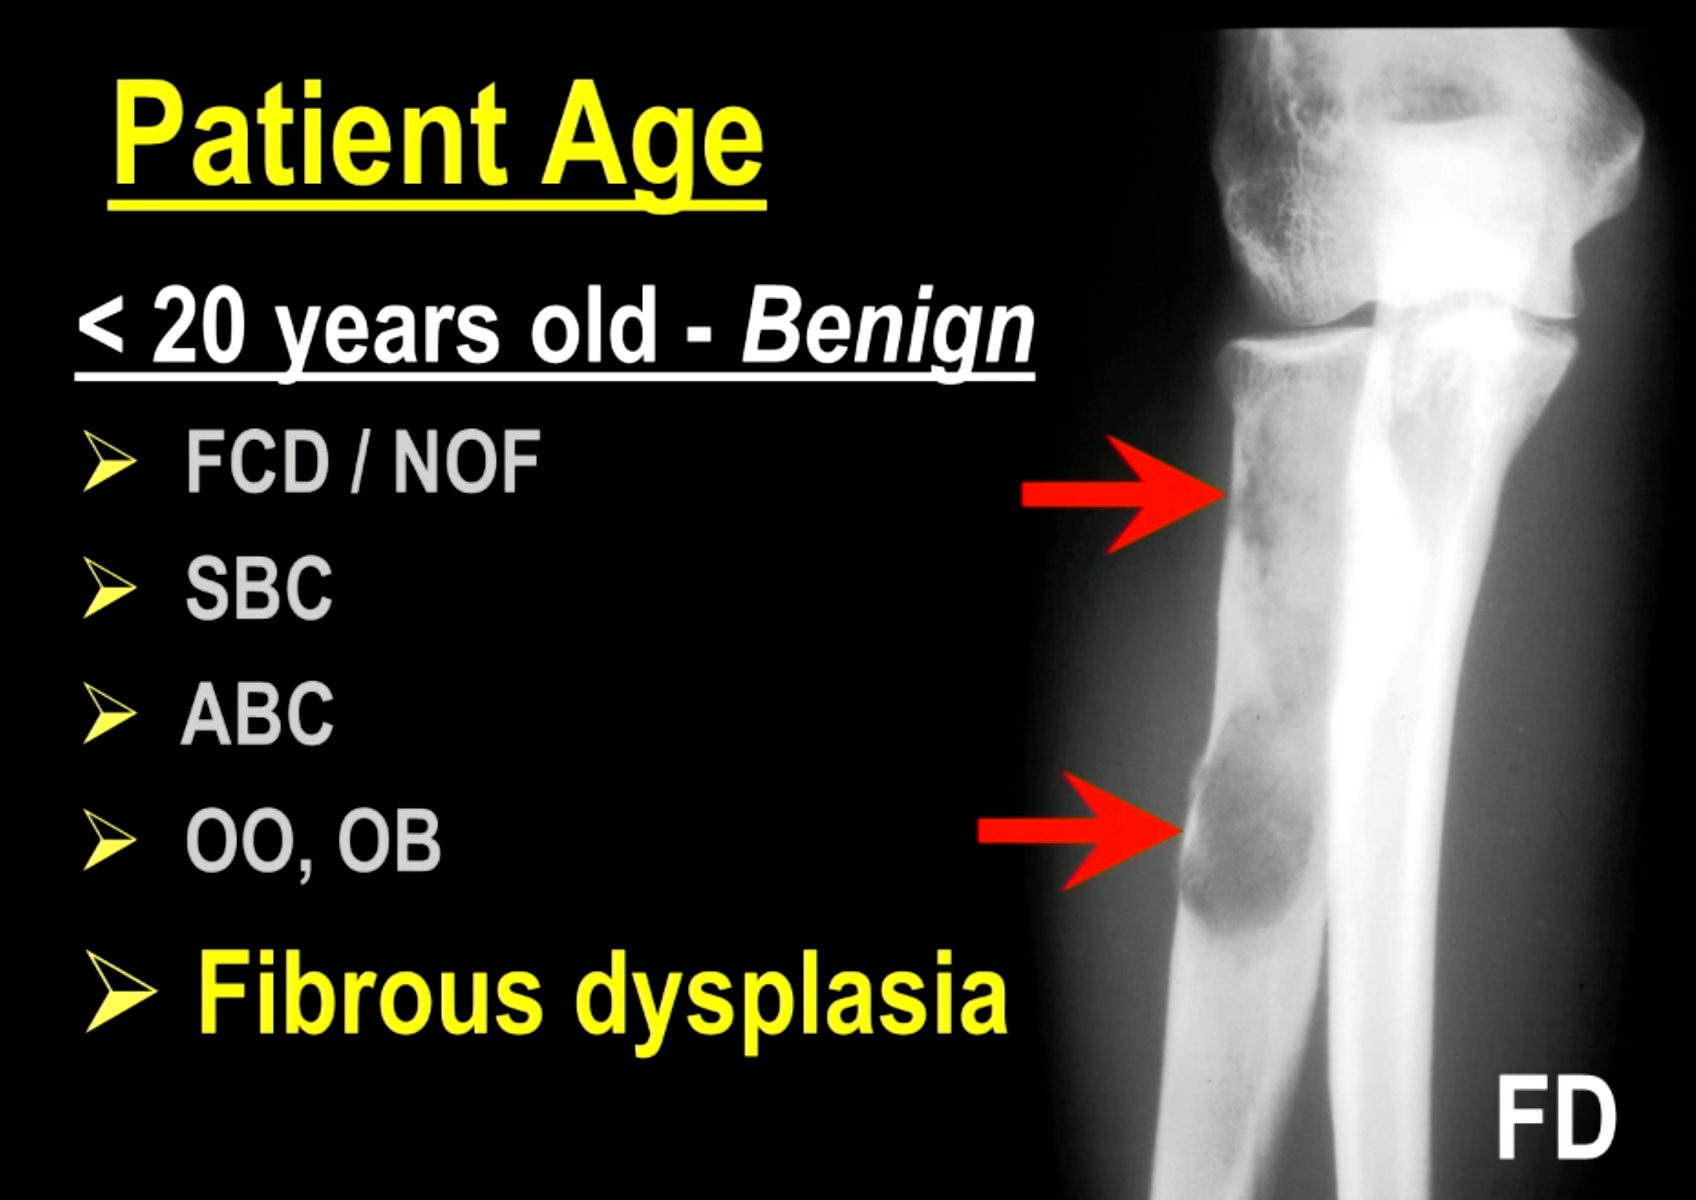 Patient Age
< 20 years old - Benign
FCD / NOF
SBC
ABC
OO, OB
Fibrous dysplasia
FD